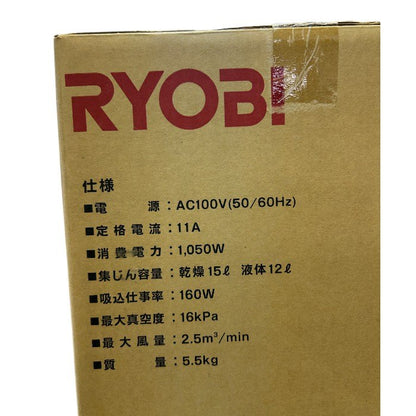 RYOBI
仕様
■電　　源：AC100V(50/60Hz)
■定格電流：11A
■消費電力：1,050W
■集じん容量：乾燥15ℓ 液体12ℓ
■吸込仕事率：160W
■最大真空度：16kPa
■最大風量：2.5m³/min
■質　　量：5.5kg